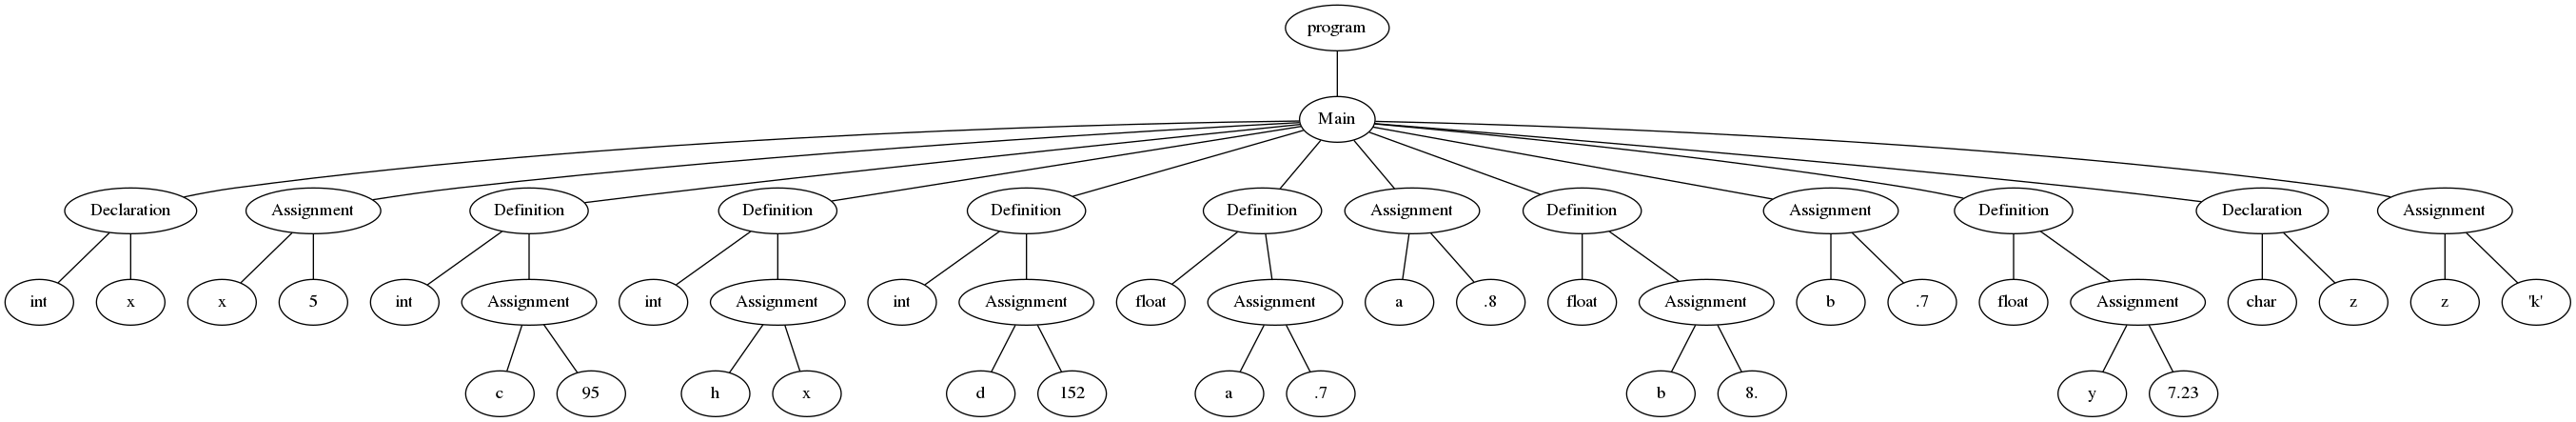 program
Main
Declaration Assignment Definition Definition Definition Definition Assignment Definition Assignment Definition Declaration Assignment
int x x 5 int Assignment int Assignment int Assignment float Assignment a .8 float Assignment b .7 float Assignment char z z 'k'
c 95 h x d 152 a .7 b 8. y 7.23